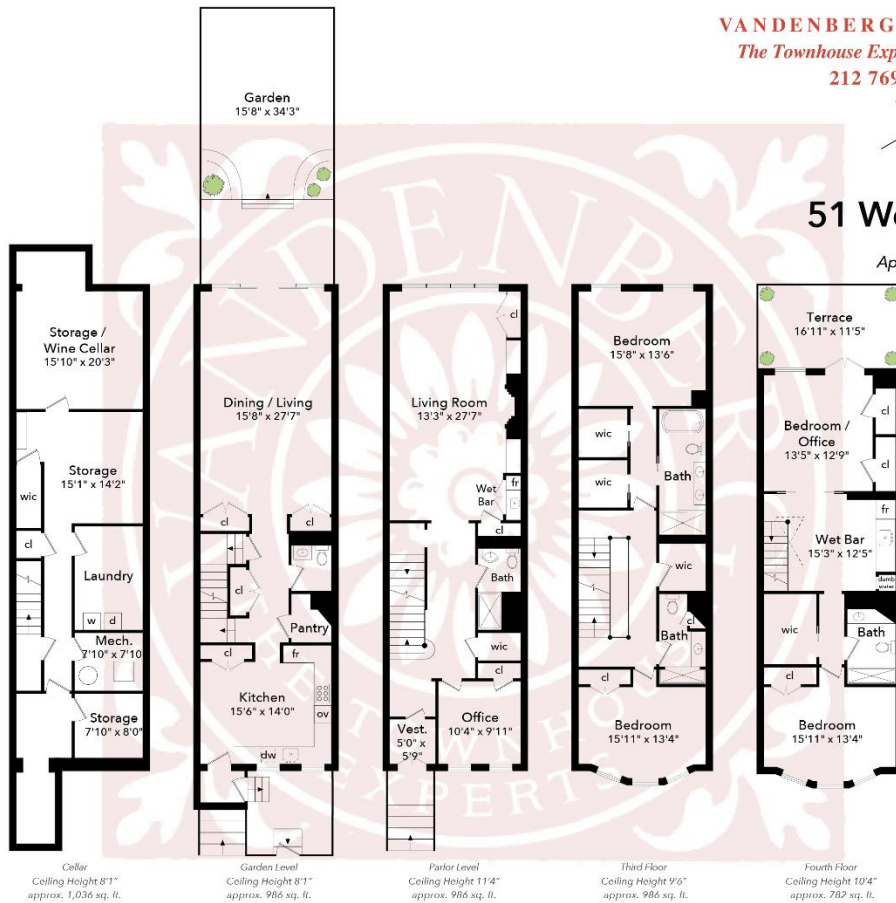 VANDENBERG
The Townhouse Exp
212 769
51 We
Ap
Garden
15'8" x 34'3"
Storage /
Wine Cellar
15'10" x 20'3"
Storage
15'1" x 14'2"
wic
cl
Laundry
w d
Mech.
7'10" x 7'10
Storage
7'10" x 8'0"
Dining / Living
15'8" x 27'7"
cl
cl
cl
Pantry
cl
fr
Kitchen
15'6" x 14'0"
ov
dw
cl
Living Room
13'3" x 27'7"
Wet
Bar
fr
cl
Bath
wic
cl
Office
10'4" x 9'11"
Vest.
5'0" x
5'9"
Bedroom
15'8" x 13'6"
wic
wic
Bath
wic
cl
Bath
cl
Bedroom
15'11" x 13'4"
Terrace
16'11" x 11'5"
Bedroom /
Office
13'5" x 12'9"
cl
cl
fr
Wet Bar
15'3" x 12'5"
dumb
water
wic
Bath
cl
Bedroom
15'11" x 13'4"
Cellar
Ceiling Height 8'1"
approx. 1,036 sq. ft.
Garden Level
Ceiling Height 8'1"
approx. 986 sq. ft.
Parlor Level
Ceiling Height 11'4"
approx. 986 sq. ft.
Third Floor
Ceiling Height 9'6"
approx. 986 sq. ft.
Fourth Floor
Ceiling Height 10'4"
approx. 782 sq. ft.
VANDENBERG
THE TOWNHOUSE
EXPERTS